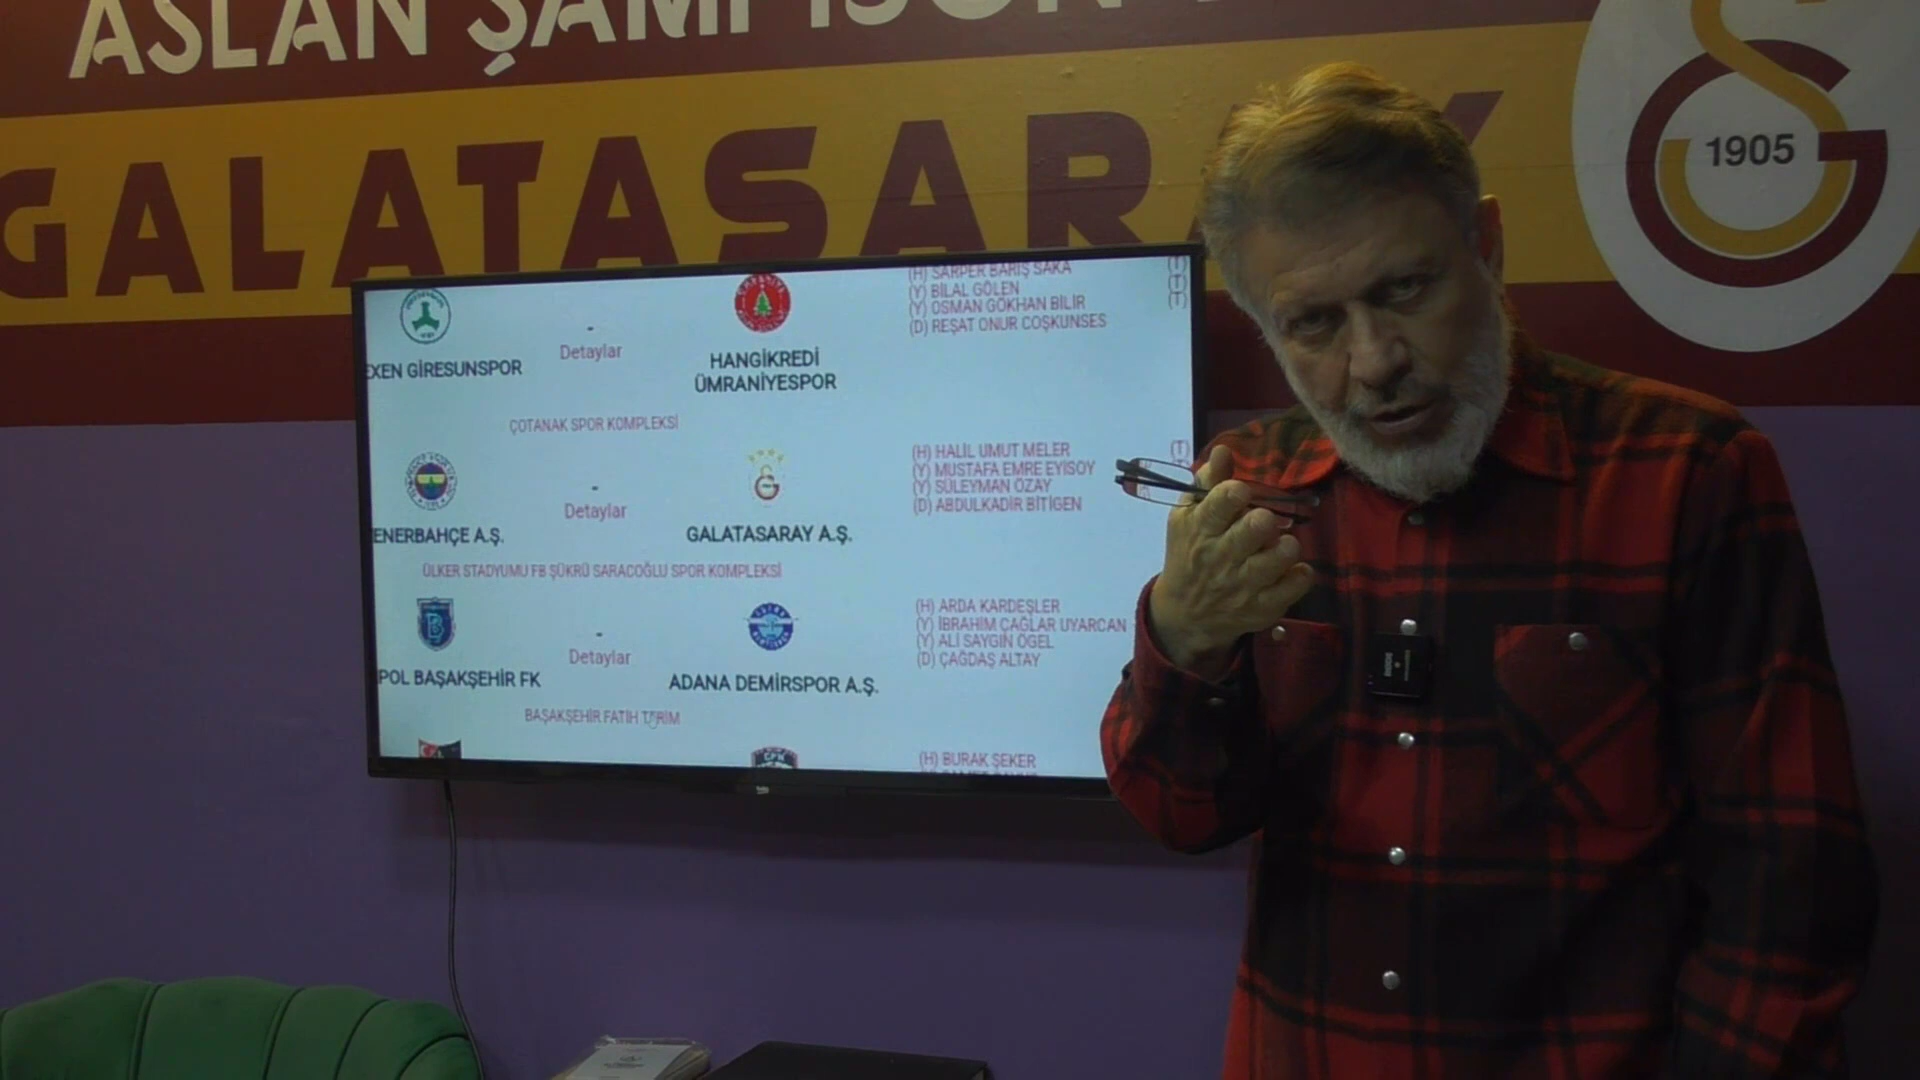 ASLAN
GALATASARAY
1905
(H) SARPER BARIŞ SAKA (T)
(Y) BİLAL GÖLEN (T)
(Y) OSMAN GÖKHAN BİLİR (T)
(D) REŞAT ONUR COŞKUNSES
-
Detaylar
EXEN GİRESUNSPOR
HANGİKREDİ
ÜMRANİYESPOR
ÇOTANAK SPOR KOMPLEKSİ
(H) HALİL UMUT MELER (T)
(Y) MUSTAFA EMRE EYİSOY
(Y) SÜLEYMAN ÖZAY
(D) ABDULKADİR BİTİGEN
-
Detaylar
ENERBAHÇE A.Ş.
GALATASARAY A.Ş.
ÜLKER STADYUMU FB ŞÜKRÜ SARACOĞLU SPOR KOMPLEKSİ
(H) ARDA KARDEŞLER
(Y) İBRAHİM ÇAĞLAR UYARCAN
(Y) ALİ SAYGIN ÖGEL
(D) ÇAĞDAŞ ALTAY
-
Detaylar
POL BAŞAKŞEHİR FK
ADANA DEMİRSPOR A.Ş.
BAŞAKŞEHİR FATİH TERİM
(H) BURAK ŞEKER